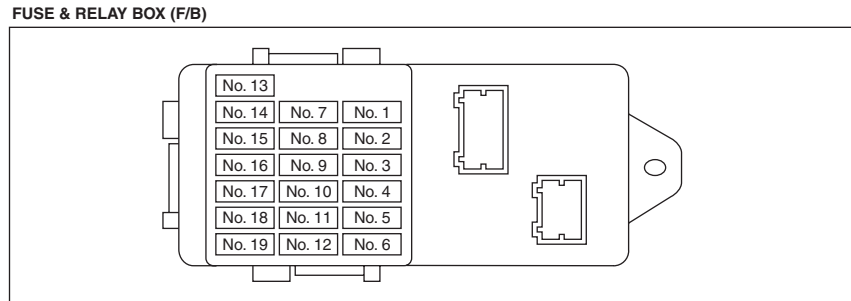 FUSE & RELAY BOX (F/B)
No. 13
No. 14 No. 7 No. 1
No. 15 No. 8 No. 2
No. 16 No. 9 No. 3
No. 17 No. 10 No. 4
No. 18 No. 11 No. 5
No. 19 No. 12 No. 6